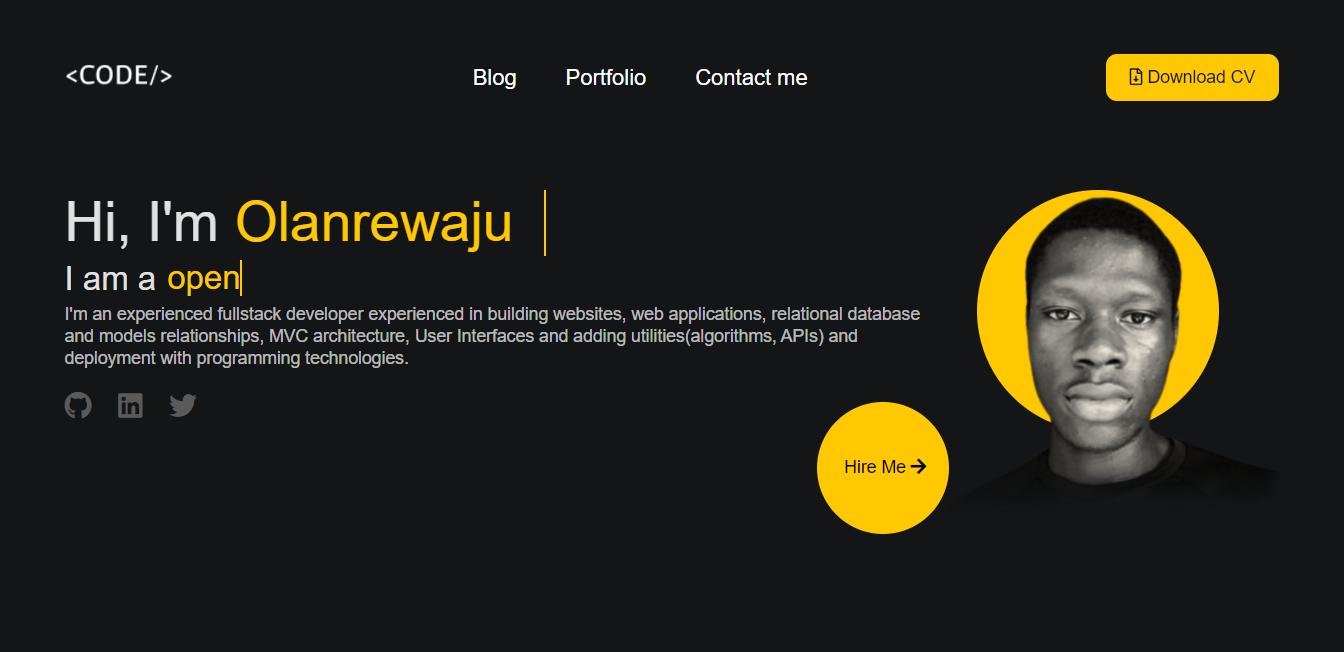 <CODE/>
Blog
Portfolio
Contact me
Download CV
Hi, I'm Olanrewaju
I am a open
I'm an experienced fullstack developer experienced in building websites, web applications, relational database
and models relationships, MVC architecture, User Interfaces and adding utilities(algorithms, APIs) and
deployment with programming technologies.
in
Hire Me